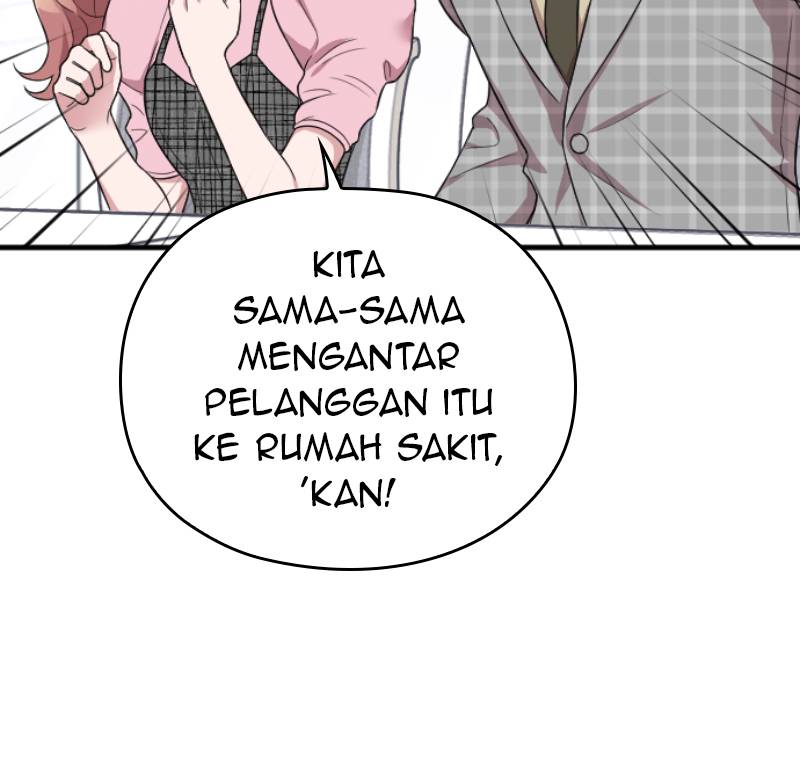 KITA
SAMA-SAMA
MENGANTAR
PELANGGAN ITU
KE RUMAH SAKIT,
'KAN!